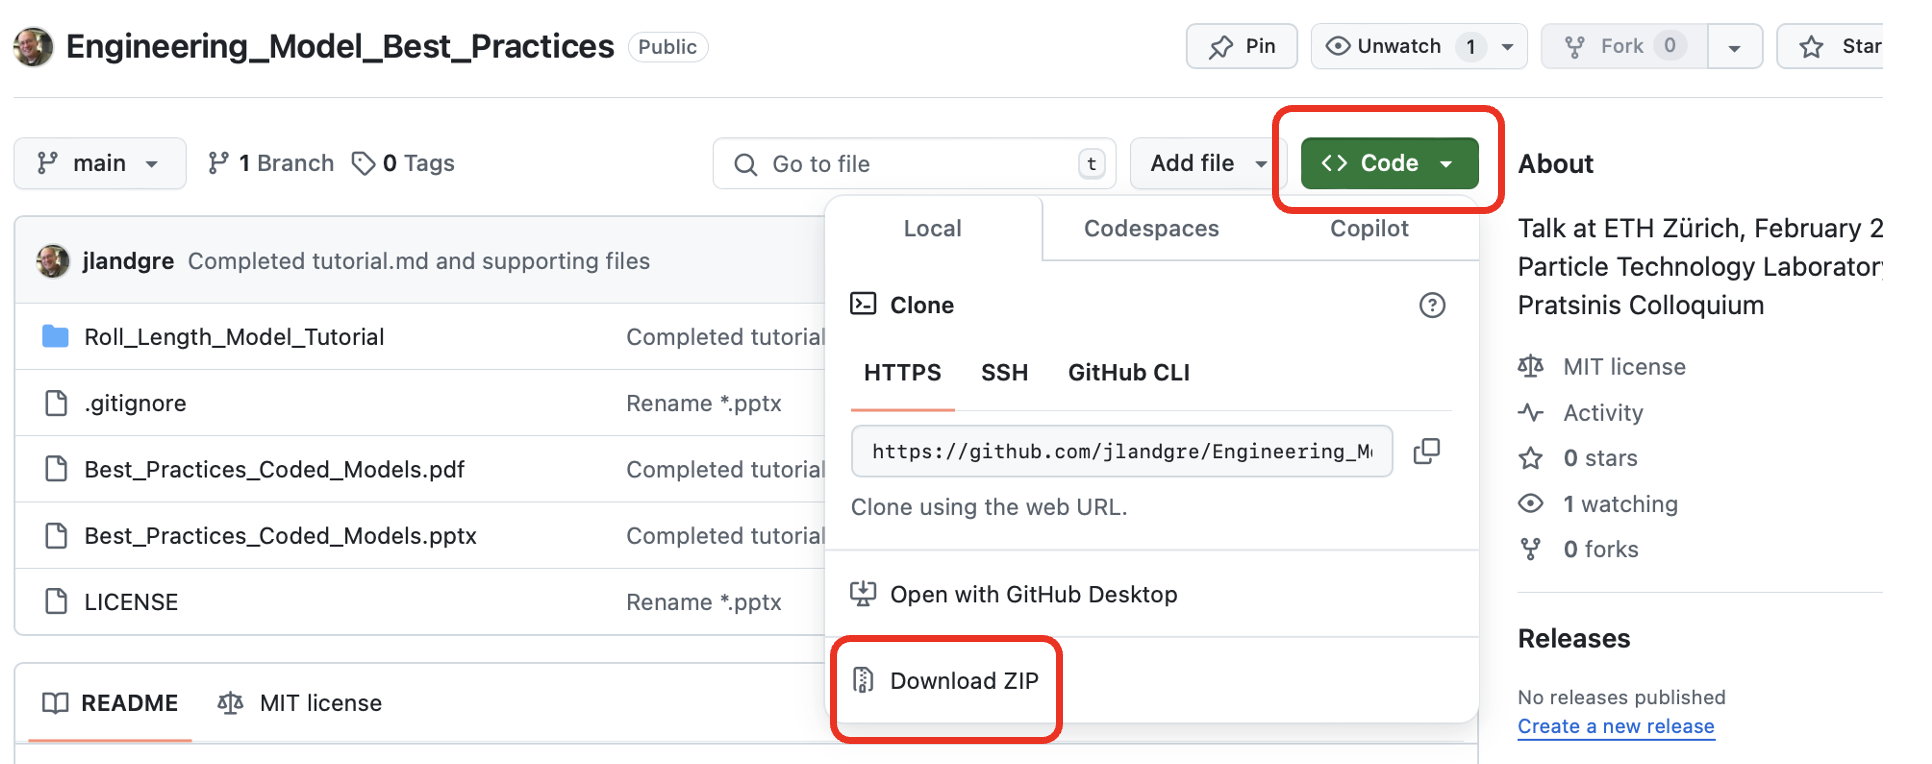 Engineering_Model_Best_Practices Public Pin Unwatch 1 Fork 0 Star
main 1 Branch 0 Tags Go to file t Add file <> Code About
Local Codespaces Copilot
Talk at ETH Zürich, February 2
Particle Technology Laboratory
Pratsinis Colloquium
jlandgre Completed tutorial.md and supporting files
Clone
Roll_Length_Model_Tutorial Completed tutorial
HTTPS SSH GitHub CLI
MIT license
.gitignore Rename *.pptx
Activity
https://github.com/jlandgre/Engineering_M
0 stars
Best_Practices_Coded_Models.pdf Completed tutorial
Clone using the web URL.
1 watching
Best_Practices_Coded_Models.pptx Completed tutorial
0 forks
Open with GitHub Desktop
LICENSE Rename *.pptx
Releases
Download ZIP
README MIT license
No releases published
Create a new release